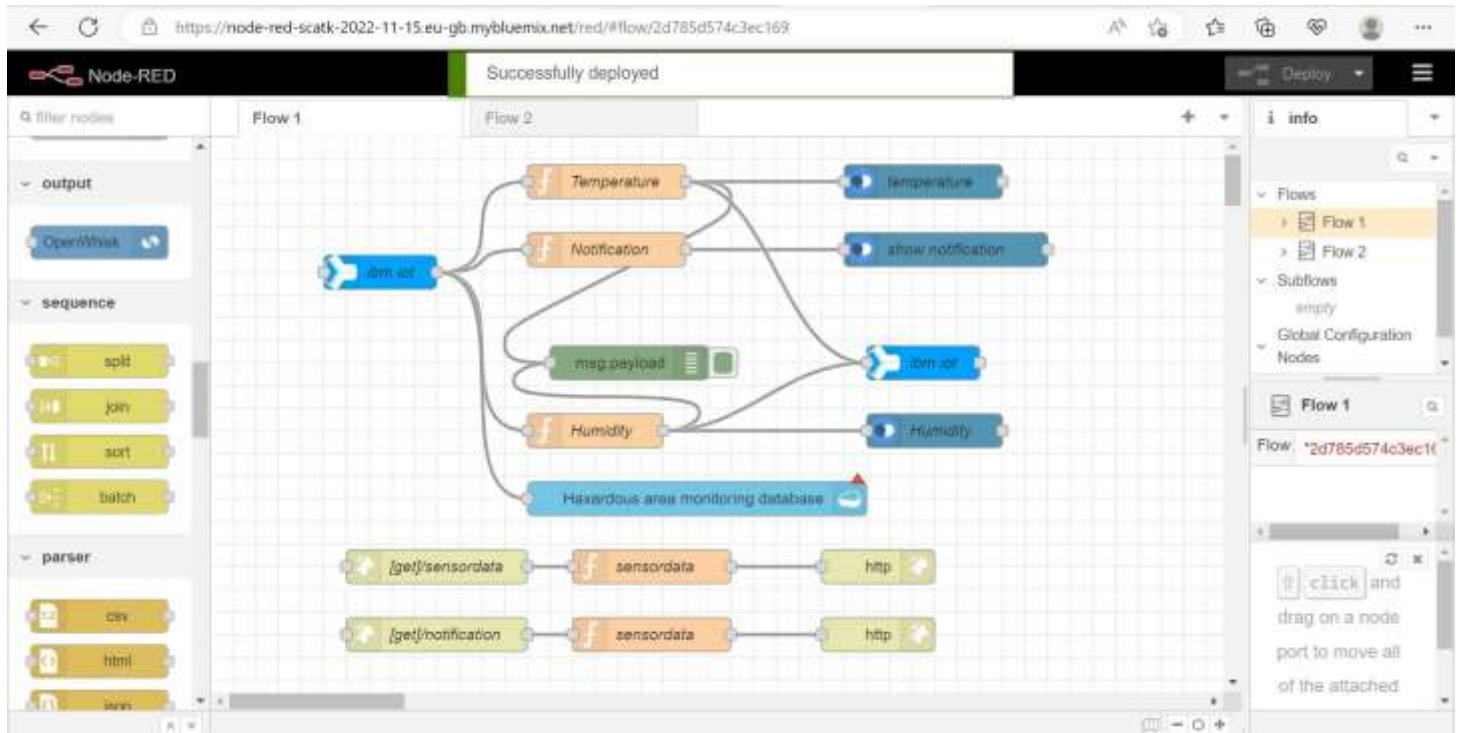 https://node-red-scatk-2022-11-15.eu-gb.mybluemix.net/red/#flow/2d785d574c3ec169
Node-RED
Successfully deployed
Deploy
filter nodes
Flow 1
Flow 2
i info
output
OpenWhisk
sequence
split
join
sort
batch
parser
csv
html
json
Temperature
temperature
Notification
show notification
ibm iot
msg.payload
ibm iot
Humidity
Humidity
Haxardous area monitoring database
[get]/sensordata
sensordata
http
[get]/notification
sensordata
http
Flows
Flow 1
Flow 2
Subflows
empty
Global Configuration
Nodes
Flow 1
Flow "2d785d574c3ec16
click and
drag on a node
port to move all
of the attached